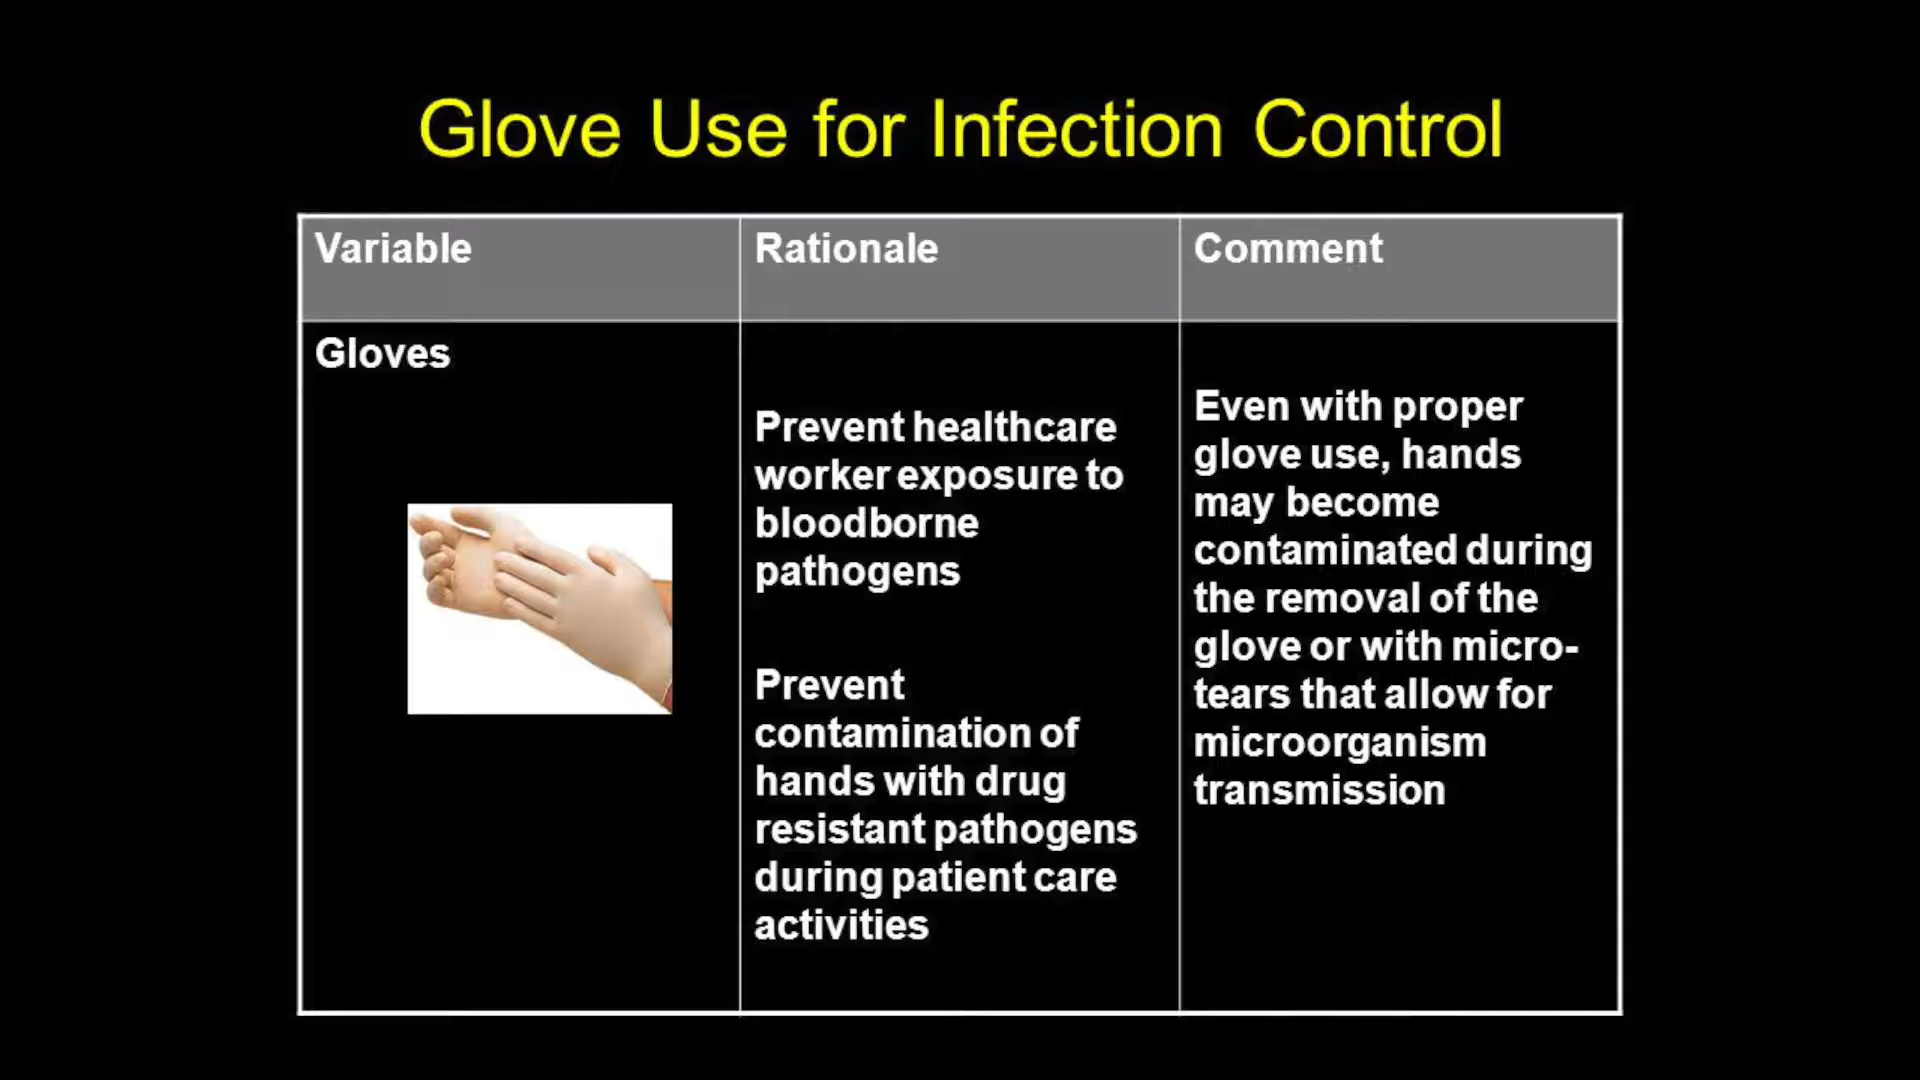 Glove Use for Infection Control
Variable
Rationale
Comment
Gloves
Prevent healthcare
worker exposure to
bloodborne
pathogens
Prevent
contamination of
hands with drug
resistant pathogens
during patient care
activities
Even with proper
glove use, hands
may become
contaminated during
the removal of the
glove or with micro-
tears that allow for
microorganism
transmission